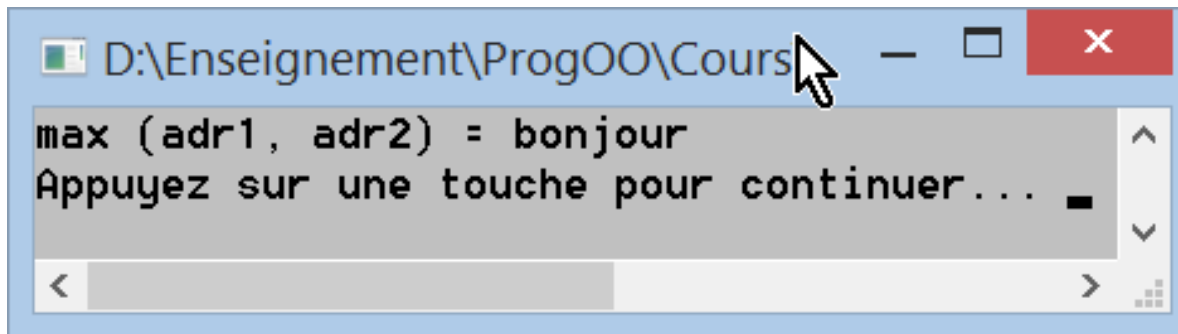 D:\Enseignement\ProgOO\Cours
max (adr1, adr2) = bonjour
Appuyez sur une touche pour continuer...